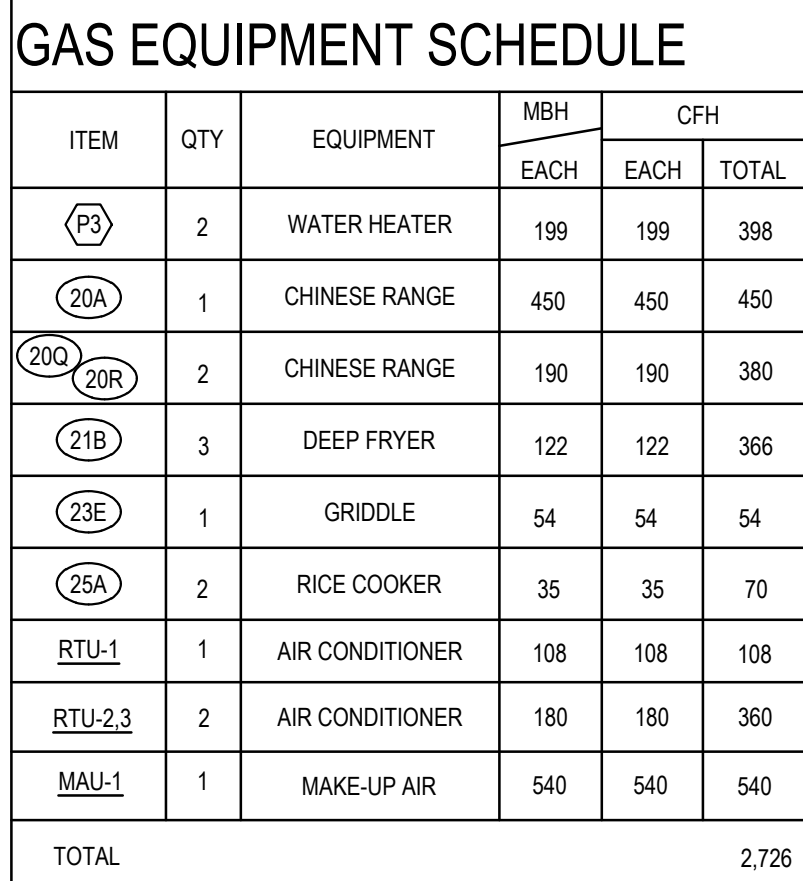 GAS EQUIPMENT SCHEDULE
ITEM QTY EQUIPMENT MBH EACH CFH EACH TOTAL
P3 2 WATER HEATER 199 199 398
20A 1 CHINESE RANGE 450 450 450
20Q 20R 2 CHINESE RANGE 190 190 380
21B 3 DEEP FRYER 122 122 366
23E 1 GRIDDLE 54 54 54
25A 2 RICE COOKER 35 35 70
RTU-1 1 AIR CONDITIONER 108 108 108
RTU-2,3 2 AIR CONDITIONER 180 180 360
MAU-1 1 MAKE-UP AIR 540 540 540
TOTAL 2,726